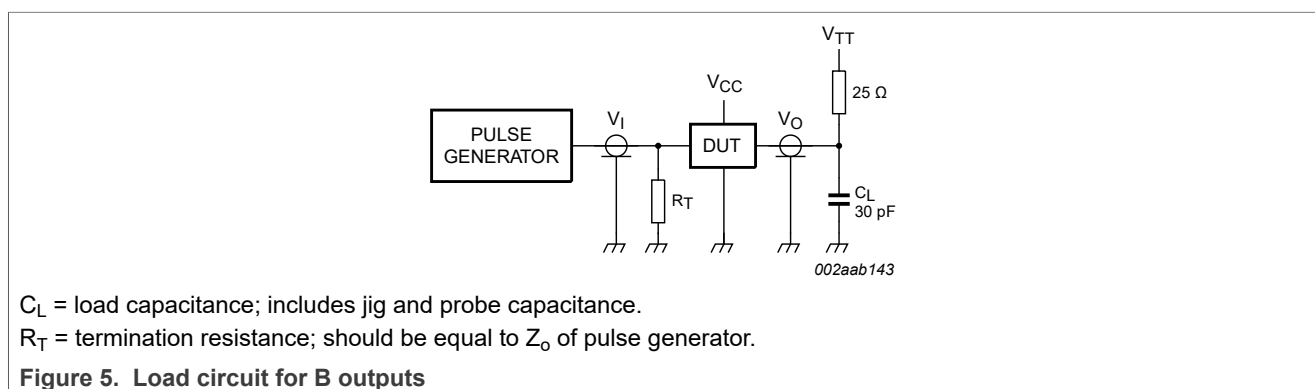 V_TT
25 Ω
V_CC
V_I
V_O
PULSE
GENERATOR
DUT
R_T
C_L
30 pF
002aab143
C_L = load capacitance; includes jig and probe capacitance.
R_T = termination resistance; should be equal to Z_o of pulse generator.
Figure 5. Load circuit for B outputs